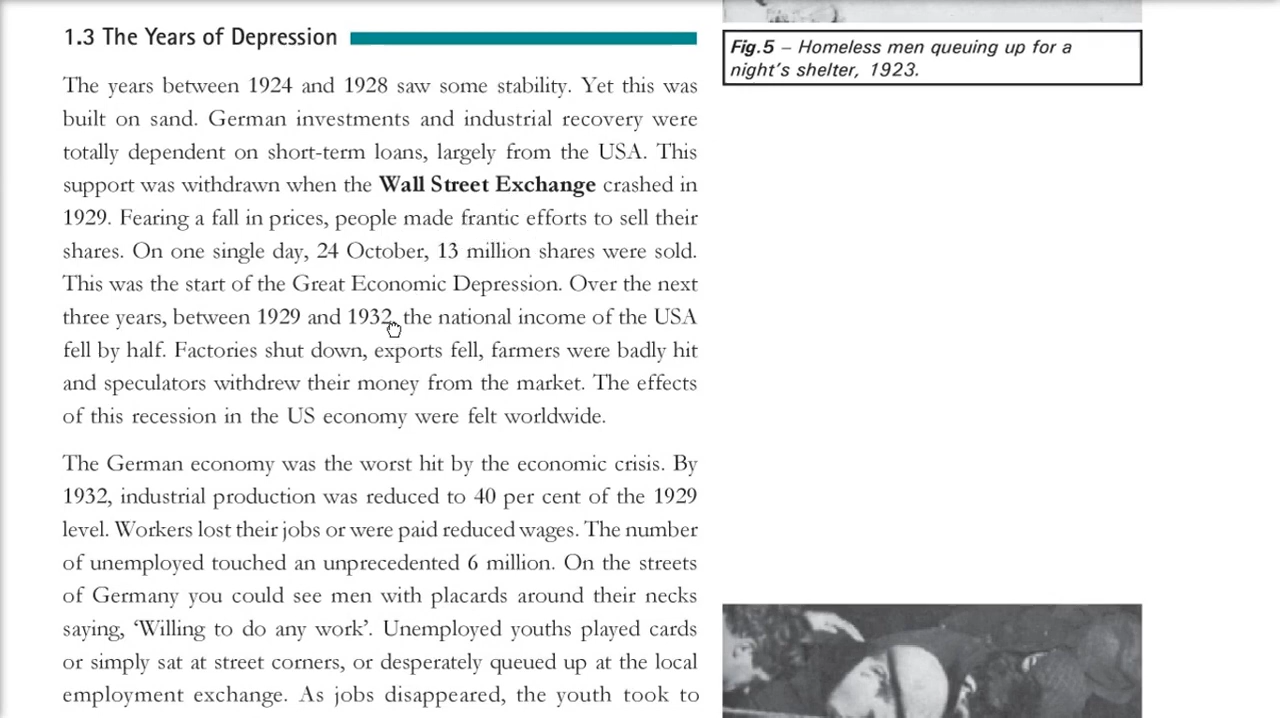 1.3 The Years of Depression
The years between 1924 and 1928 saw some stability. Yet this was
built on sand. German investments and industrial recovery were
totally dependent on short-term loans, largely from the USA. This
support was withdrawn when the Wall Street Exchange crashed in
1929. Fearing a fall in prices, people made frantic efforts to sell their
shares. On one single day, 24 October, 13 million shares were sold.
This was the start of the Great Economic Depression. Over the next
three years, between 1929 and 1932, the national income of the USA
fell by half. Factories shut down, exports fell, farmers were badly hit
and speculators withdrew their money from the market. The effects
of this recession in the US economy were felt worldwide.
The German economy was the worst hit by the economic crisis. By
1932, industrial production was reduced to 40 per cent of the 1929
level. Workers lost their jobs or were paid reduced wages. The number
of unemployed touched an unprecedented 6 million. On the streets
of Germany you could see men with placards around their necks
saying, ‘Willing to do any work’. Unemployed youths played cards
or simply sat at street corners, or desperately queued up at the local
employment exchange. As jobs disappeared, the youth took to
Fig.5 – Homeless men queuing up for a
night's shelter, 1923.